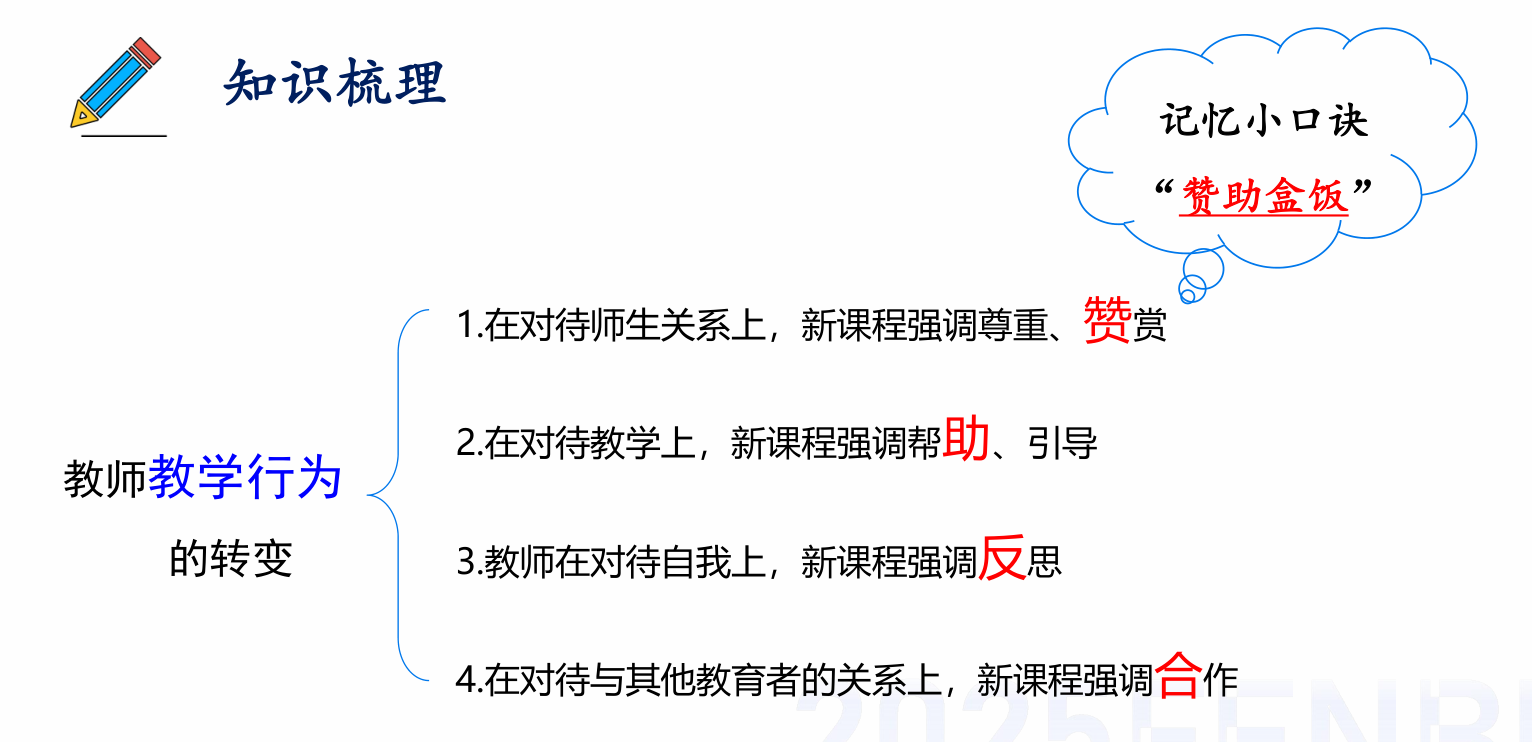 知识梳理
记忆小口诀
“赞助盒饭”
1.在对待师生关系上，新课程强调尊重、赞赏
2.在对待教学上，新课程强调帮助、引导
教师教学行为
的转变
3.教师在对待自我上，新课程强调反思
4.在对待与其他教育者的关系上，新课程强调合作